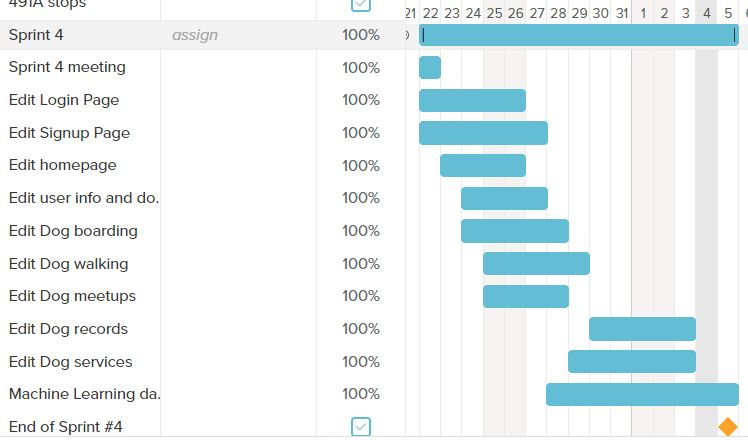 491A stops
21 22 23 24 25 26 27 28 29 30 31 1 2 3 4 5
Sprint 4 assign 100%
Sprint 4 meeting 100%
Edit Login Page 100%
Edit Signup Page 100%
Edit homepage 100%
Edit user info and do. 100%
Edit Dog boarding 100%
Edit Dog walking 100%
Edit Dog meetups 100%
Edit Dog records 100%
Edit Dog services 100%
Machine Learning da. 100%
End of Sprint #4